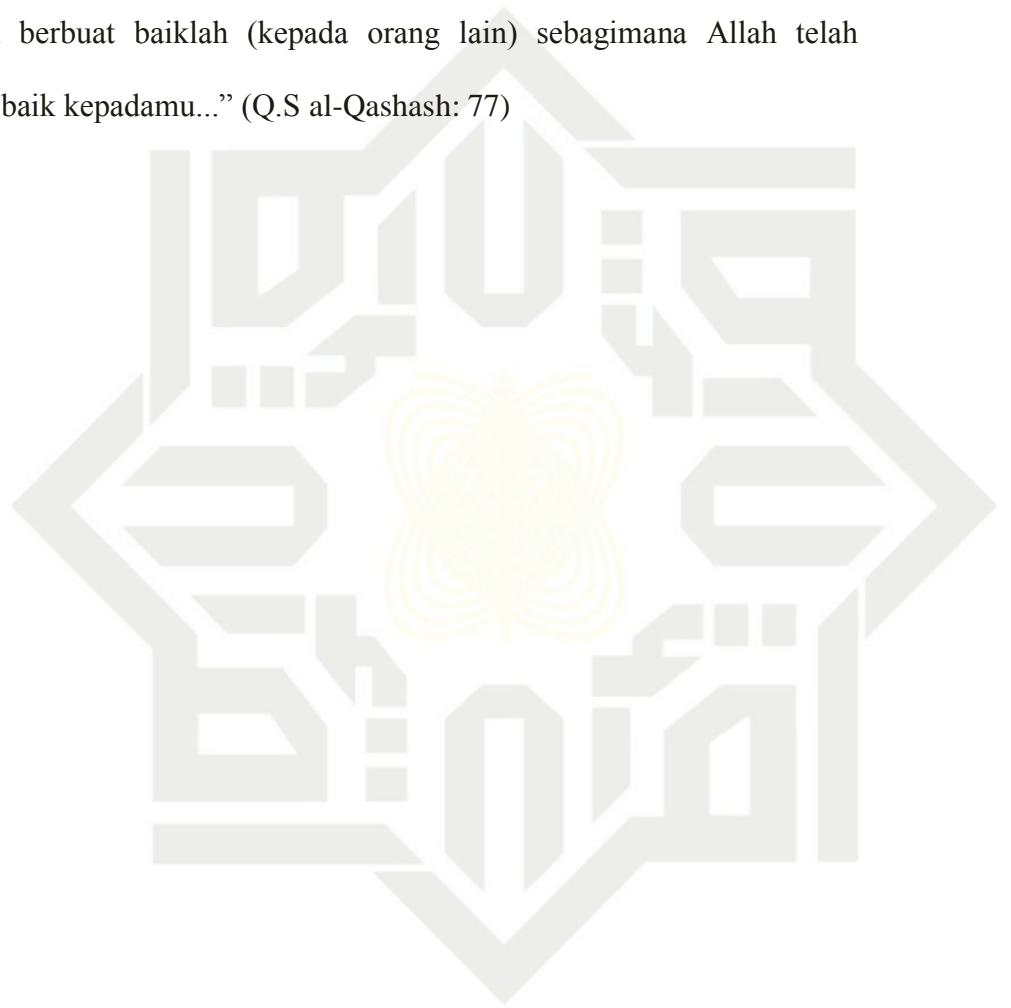 berbuat baiklah (kepada orang lain) sebagimana Allah telah
baik kepadamu...” (Q.S al-Qashash: 77)